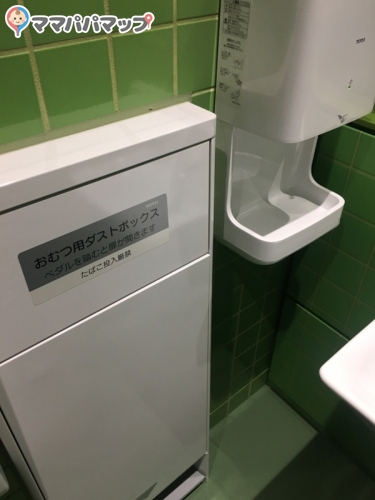 ママパパマップ
おむつ用ダストボックス
ペダルを踏むと扉が開きます
たばこ投入厳禁